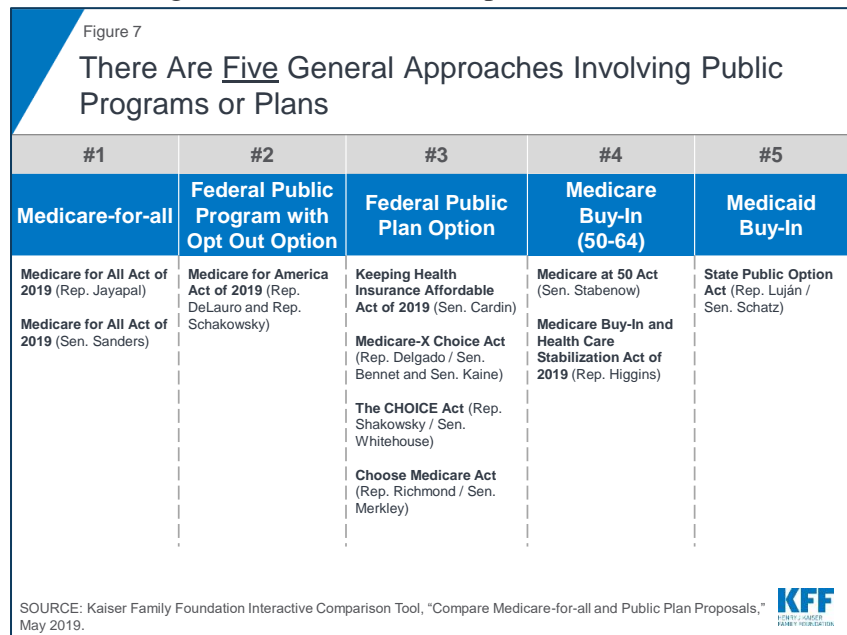 Figure 7
There Are Five General Approaches Involving Public
Programs or Plans
#1
#2
#3
#4
#5
Medicare-for-all
Federal Public
Program with
Opt Out Option
Federal Public
Plan Option
Medicare
Buy-In
(50-64)
Medicaid
Buy-In
Medicare for All Act of
2019 (Rep. Jayapal)
Medicare for All Act of
2019 (Sen. Sanders)
Medicare for America
Act of 2019 (Rep.
DeLauro and Rep.
Schakowsky)
Keeping Health
Insurance Affordable
Act of 2019 (Sen. Cardin)
Medicare-X Choice Act
(Rep. Delgado / Sen.
Bennet and Sen. Kaine)
The CHOICE Act (Rep.
Shakowsky / Sen.
Whitehouse)
Choose Medicare Act
(Rep. Richmond / Sen.
Merkley)
Medicare at 50 Act
(Sen. Stabenow)
Medicare Buy-In and
Health Care
Stabilization Act of
2019 (Rep. Higgins)
State Public Option
Act (Rep. Luján /
Sen. Schatz)
SOURCE: Kaiser Family Foundation Interactive Comparison Tool, “Compare Medicare-for-all and Public Plan Proposals,”
May 2019.
KFF
HENRY J KAISER
FAMILY FOUNDATION